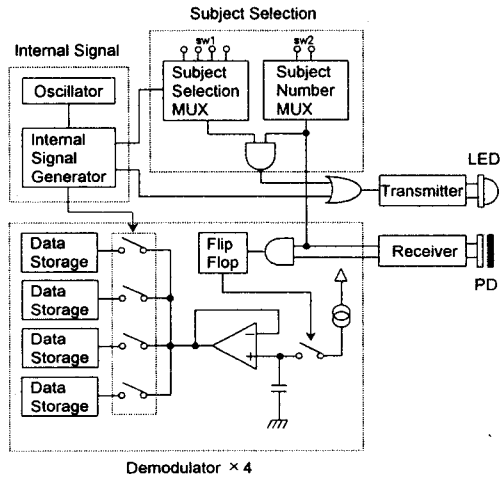 Subject Selection
Internal Signal
sw1
sw2
Oscillator
Subject
Selection
MUX
Subject
Number
MUX
Internal
Signal
Generator
LED
Transmitter
Data
Storage
Flip
Flop
Receiver
PD
Data
Storage
Data
Storage
Data
Storage
Demodulator × 4